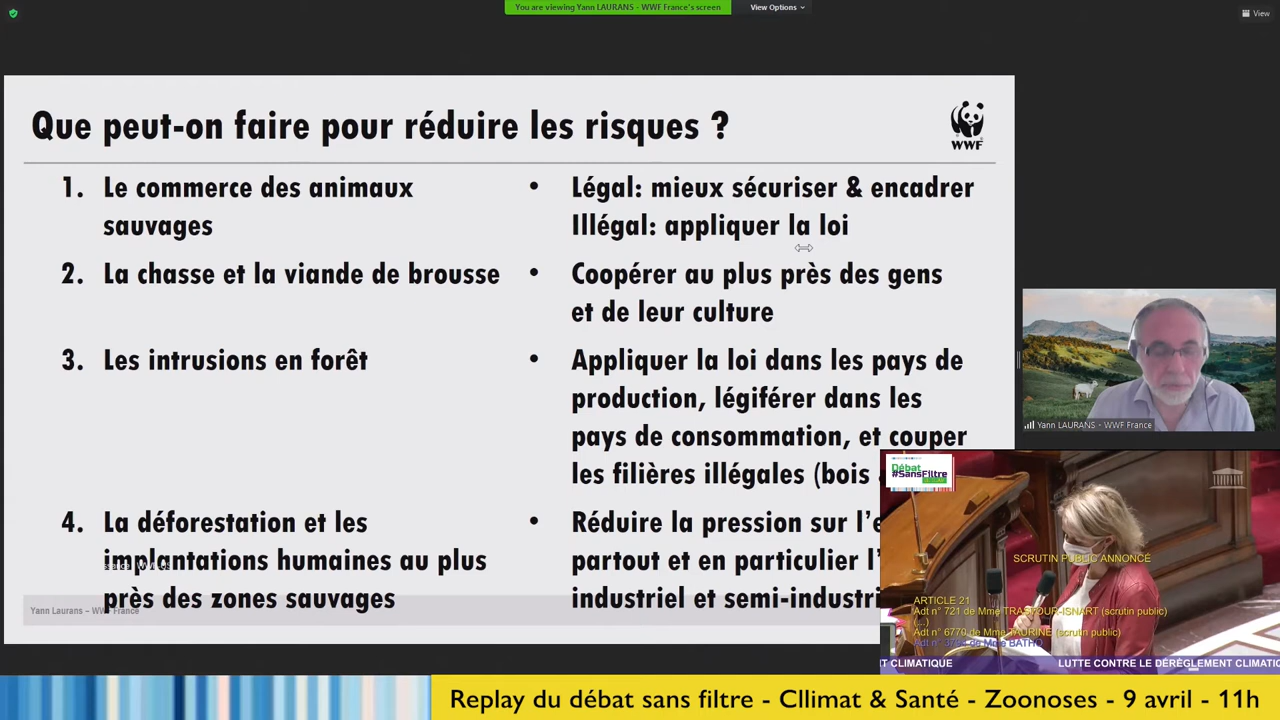 You are viewing Yann LAURANS - WWF France's screen
View Options
View
Que peut-on faire pour réduire les risques ?
WWF
1. Le commerce des animaux
sauvages
• Légal: mieux sécuriser & encadrer
Illégal: appliquer la loi
2. La chasse et la viande de brousse
• Coopérer au plus près des gens
et de leur culture
3. Les intrusions en forêt
• Appliquer la loi dans les pays de
production, légiférer dans les
pays de consommation, et couper
les filières illégales (bois
4. La déforestation et les
implantations humaines au plus
près des zones sauvages
• Réduire la pression sur l'e
partout et en particulier l'
industriel et semi-industri
Yann Laurans – WWF France
Yann LAURANS - WWF France
Débat
#SansFiltre
SCRUTIN PUBLIC ANNONCÉ
ARTICLE 21
Adt n° 721 de Mme TRASTOUR-ISNART (scrutin public)
(...)
Adt n° 6770 de Mme TAURINE (scrutin public)
de Mme BATHO
NT CLIMATIQUE
LUTTE CONTRE LE DÉRÈGLEMENT CLIMATIQ
Replay du débat sans filtre - Cllimat & Santé - Zoonoses - 9 avril - 11h